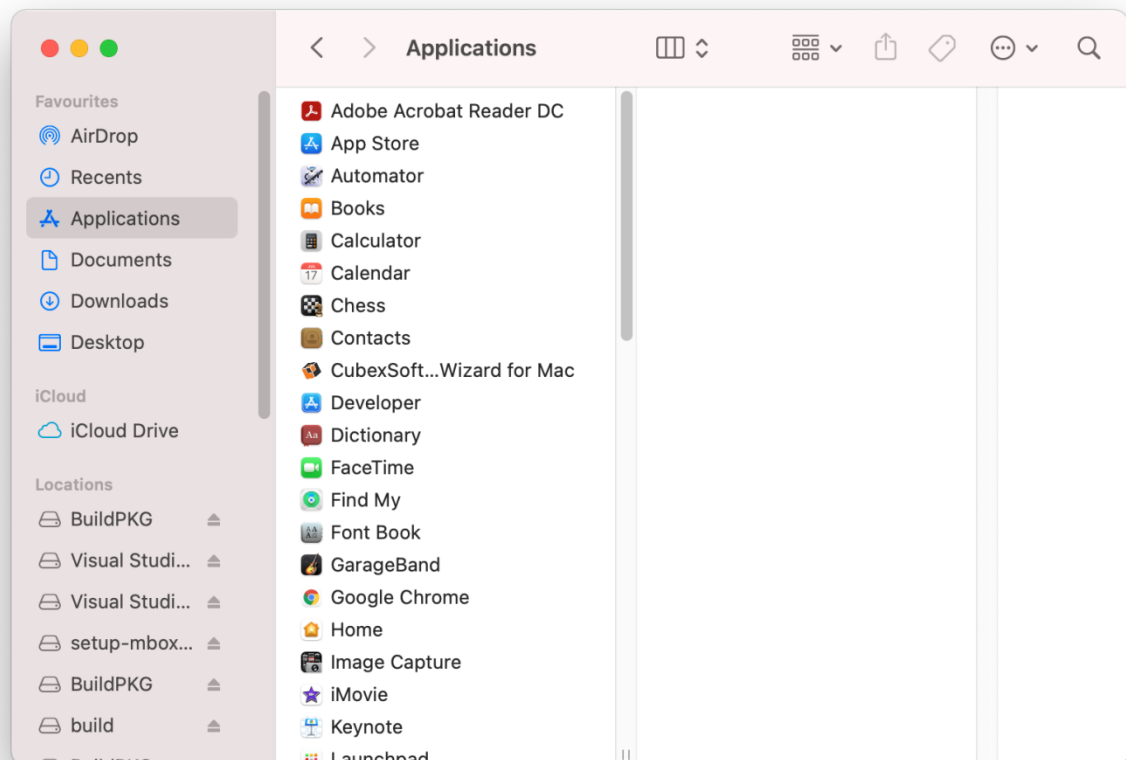 Applications
Favourites
AirDrop
Recents
Applications
Documents
Downloads
Desktop
iCloud
iCloud Drive
Locations
BuildPKG
Visual Studi...
Visual Studi...
setup-mbox...
BuildPKG
build
Adobe Acrobat Reader DC
App Store
Automator
Books
Calculator
Calendar
Chess
Contacts
CubexSoft...Wizard for Mac
Developer
Dictionary
FaceTime
Find My
Font Book
GarageBand
Google Chrome
Home
Image Capture
iMovie
Keynote
Launchpad